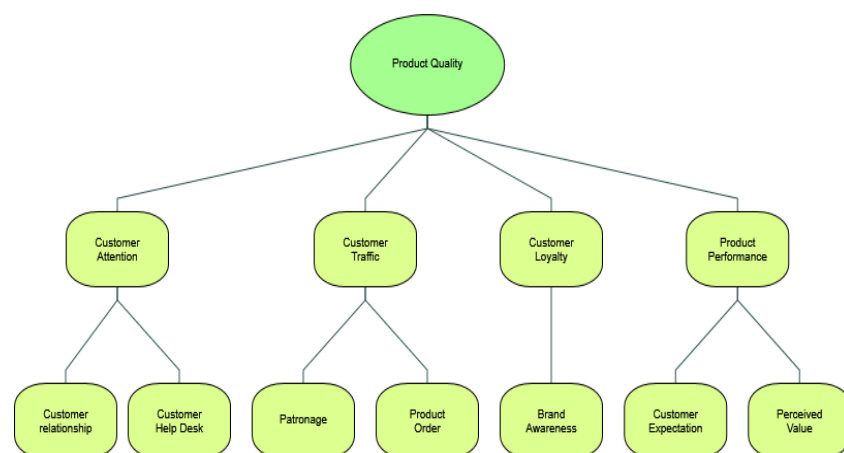 Product Quality
Customer
Attention
Customer
Traffic
Customer
Loyalty
Product
Performance
Customer
relationship
Customer
Help Desk
Patronage
Product
Order
Brand
Awareness
Customer
Expectation
Perceived
Value